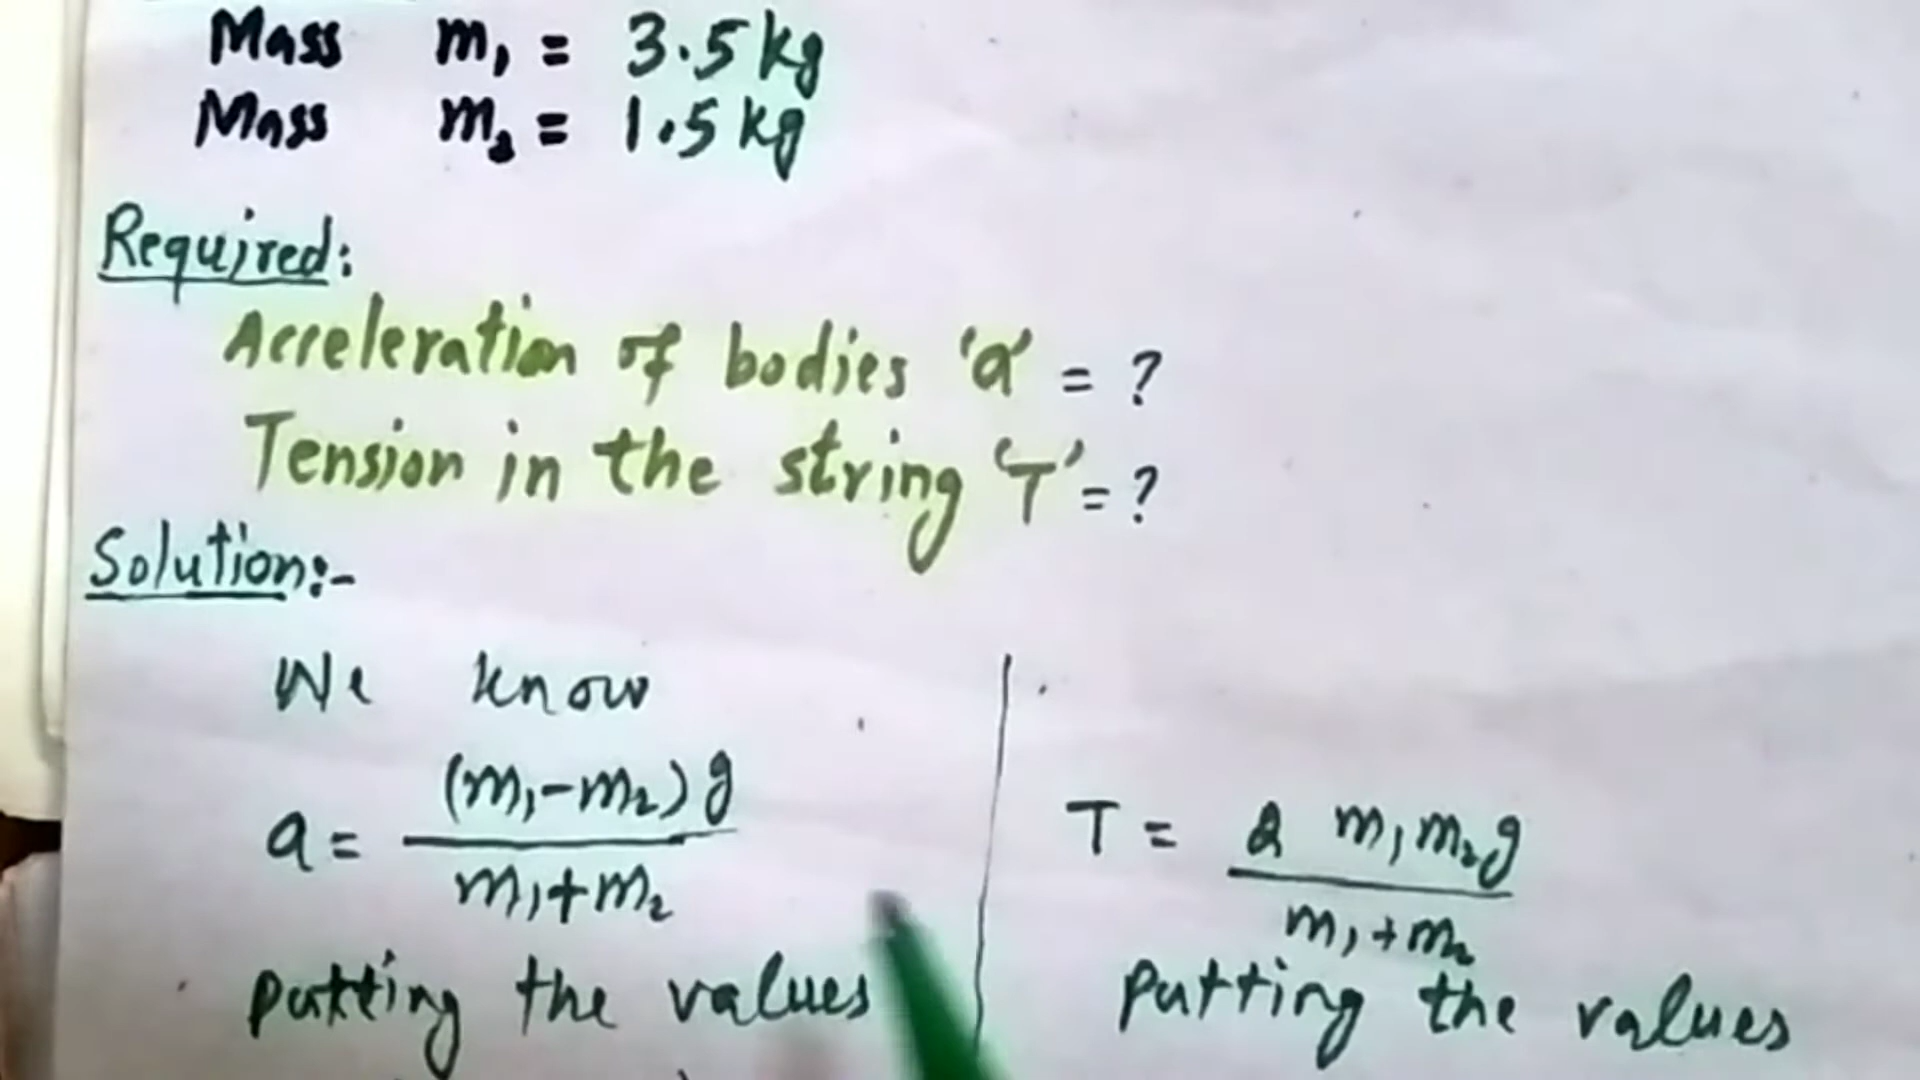 Mass m₁ = 3.5 kg
Mass m₂ = 1.5 kg
Required:
Acceleration of bodies 'a' = ?
Tension in the string 'T' = ?
Solution:-
We know
a = (m₁-m₂) g / m₁+m₂
T = 2 m₁m₂g / m₁+m₂
putting the values
putting the values